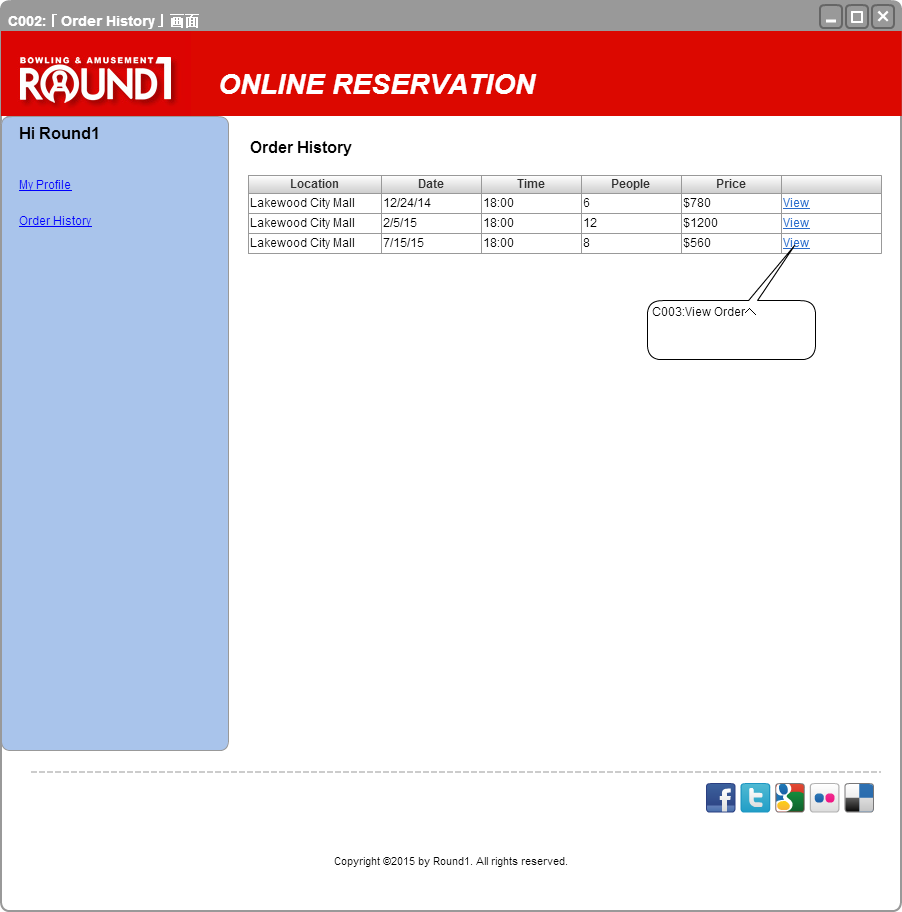 C002:「Order History」画面
BOWLING & AMUSEMENT
ROUND1
ONLINE RESERVATION
Hi Round1
My Profile
Order History
Order History
Location Date Time People Price
Lakewood City Mall 12/24/14 18:00 6 $780 View
Lakewood City Mall 2/5/15 18:00 12 $1200 View
Lakewood City Mall 7/15/15 18:00 8 $560 View
C003:View Orderへ
Copyright ©2015 by Round1. All rights reserved.